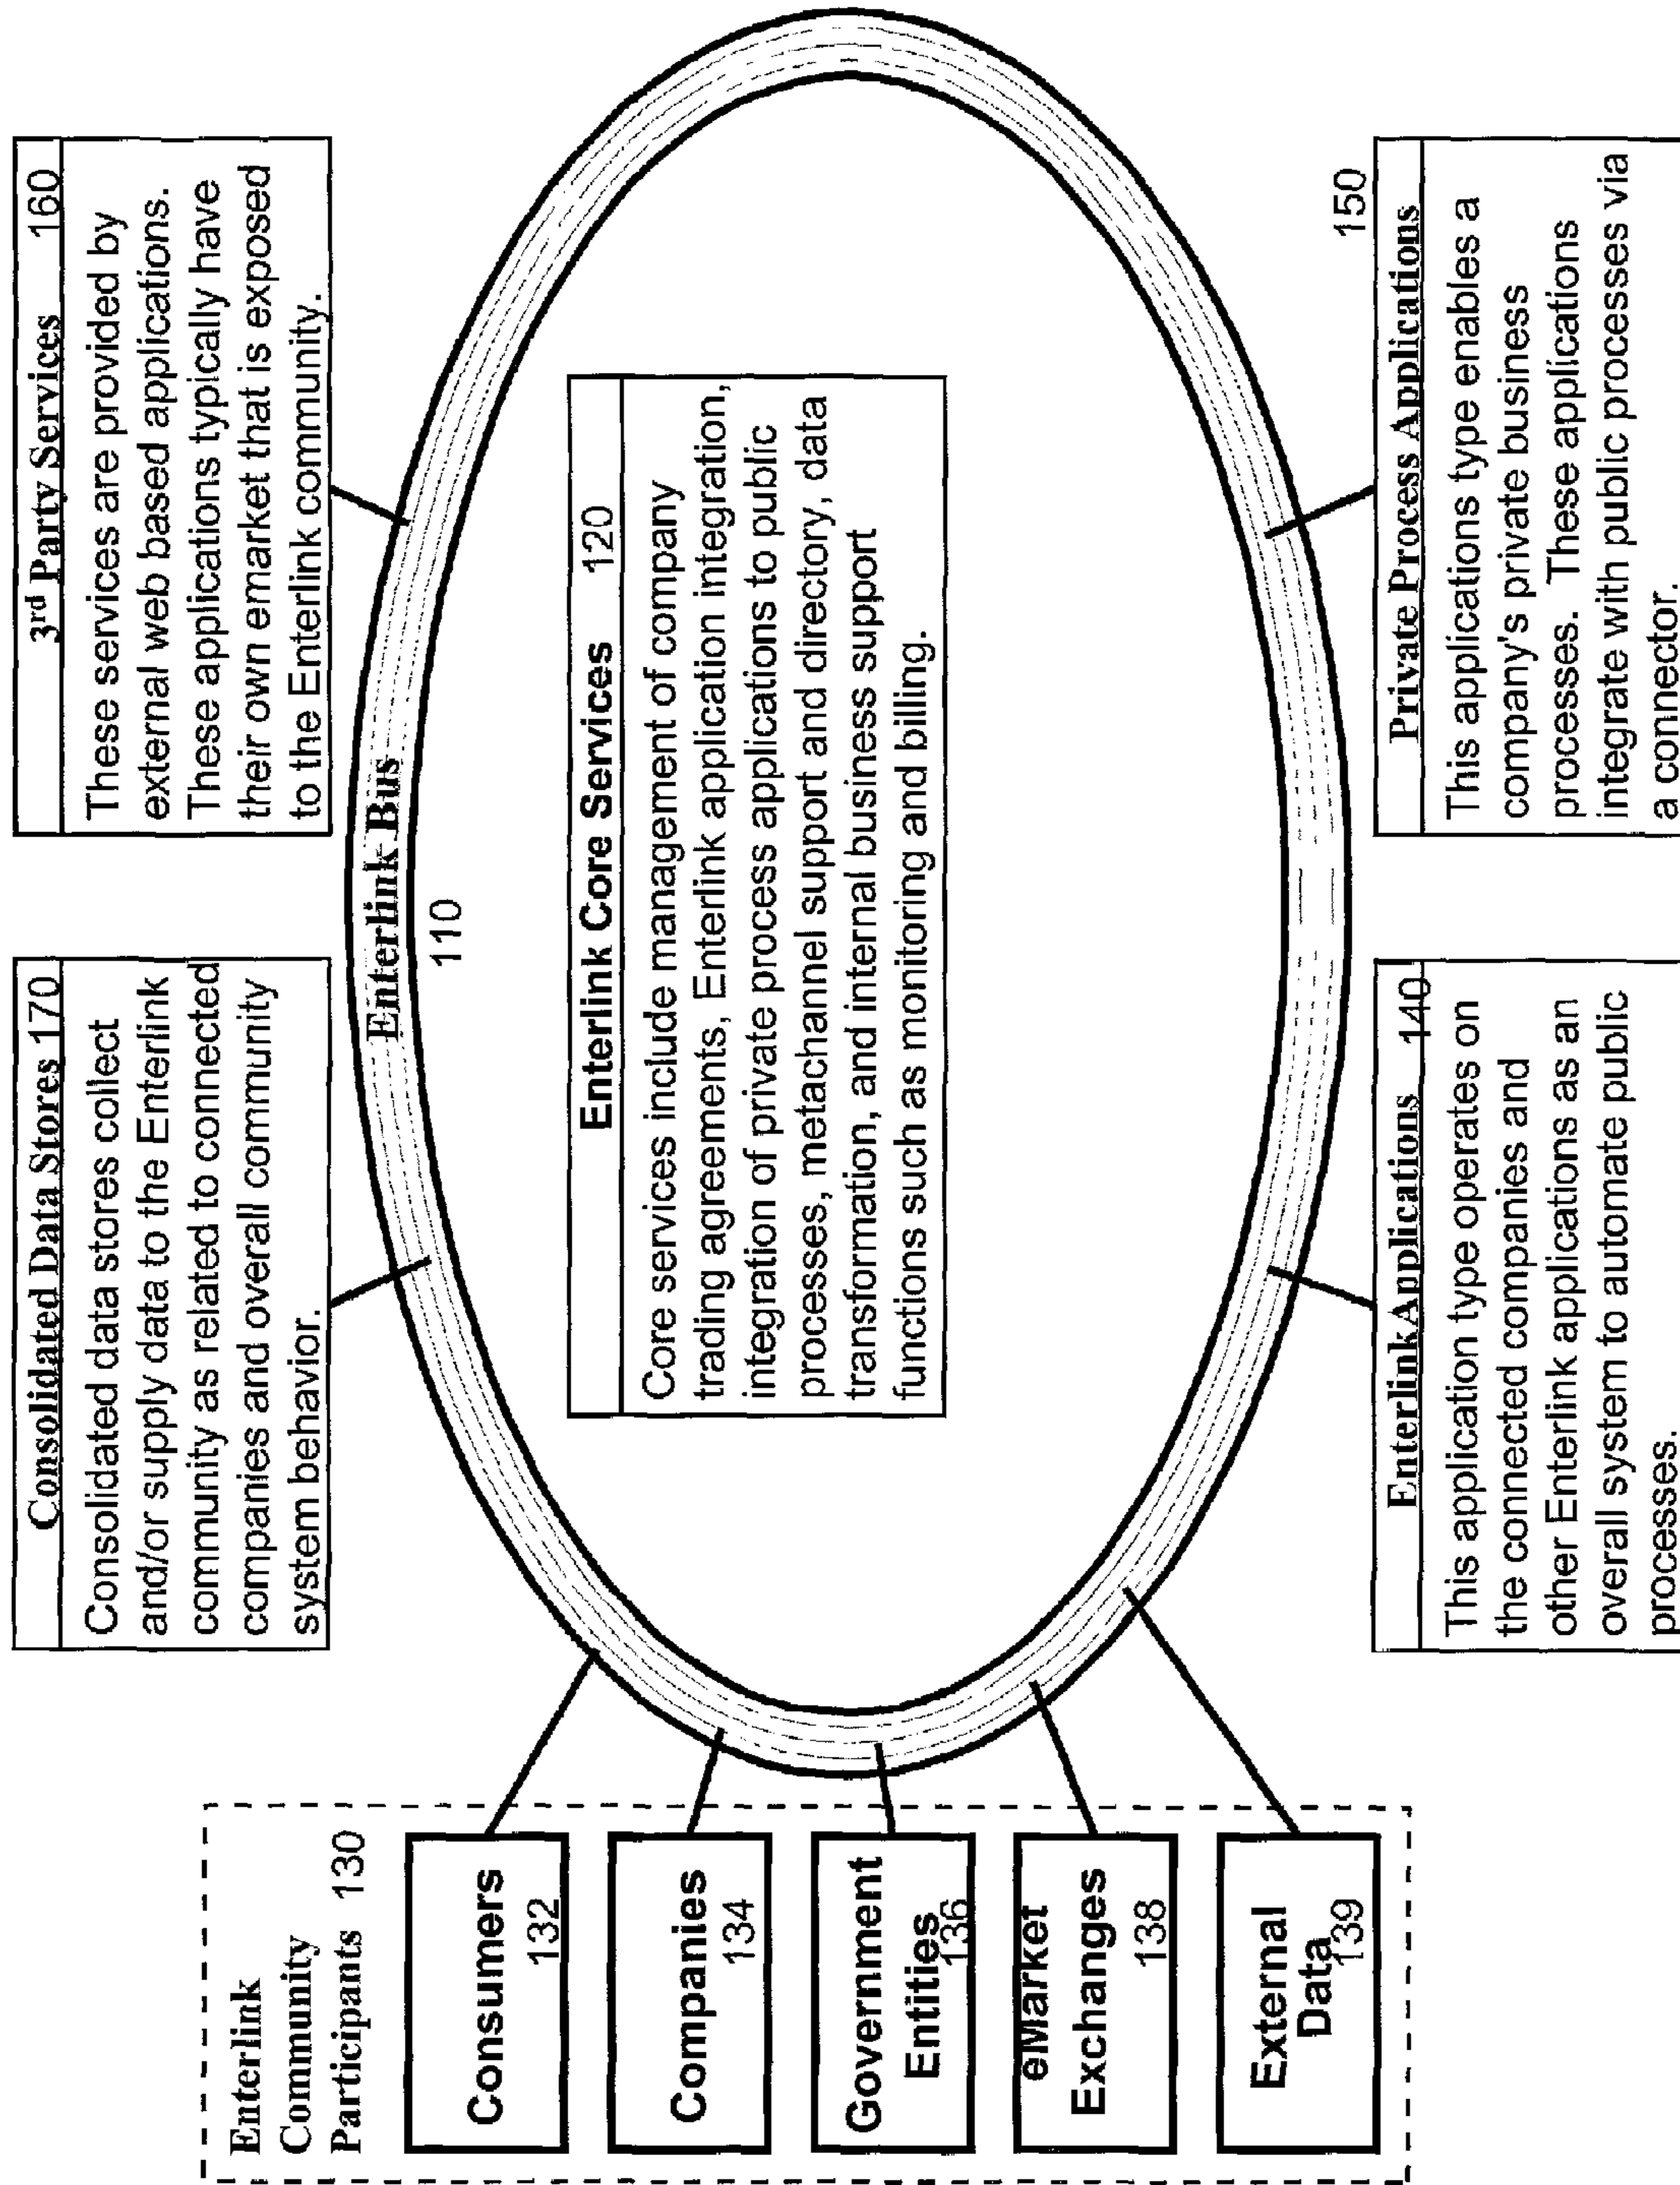 Consolidated Data Stores 170
Consolidated data stores collect
and/or supply data to the Enterlink
community as related to connected
companies and overall community
system behavior.
3rd Party Services 160
These services are provided by
external web based applications.
These applications typically have
their own emarket that is exposed
to the Enterlink community.
Enterlink Bus
110
Enterlink
Community
Participants 130
Consumers
132
Companies
134
Government
Entities
136
eMarket
Exchanges
138
External
Data
139
Enterlink Core Services 120
Core services include management of company
trading agreements, Enterlink application integration,
integration of private process applications to public
processes, metachannel support and directory, data
transformation, and internal business support
functions such as monitoring and billing.
EnterlinkApplications 140
This application type operates on
the connected companies and
other Enterlink applications as an
overall system to automate public
processes.
150
Private Process Applications
This applications type enables a
company's private business
processes. These applications
integrate with public processes via
a connector.